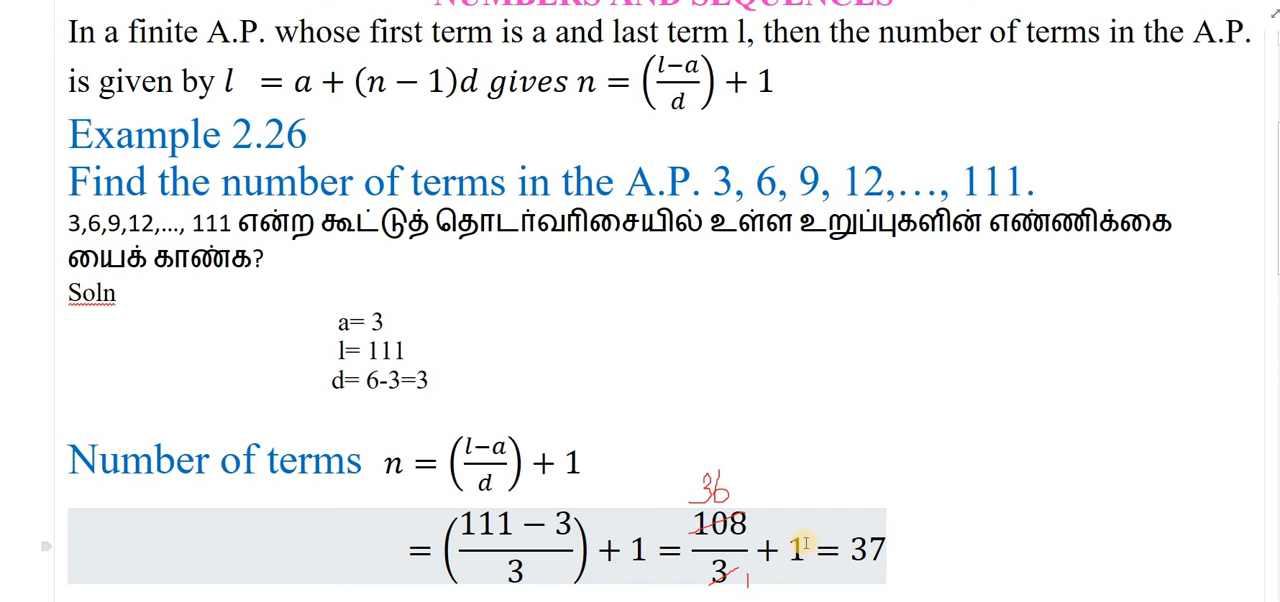 NUMBERS AND SEQUENCES
In a finite A.P. whose first term is a and last term l, then the number of terms in the A.P.
is given by l = a + (n − 1)d gives n = ((l−a)/d) + 1
Example 2.26
Find the number of terms in the A.P. 3, 6, 9, 12,…, 111.
3,6,9,12,..., 111 என்ற கூட்டுத் தொடர்வரிசையில் உள்ள உறுப்புகளின் எண்ணிக்கை
யைக் காண்க?
Soln
a= 3
l= 111
d= 6-3=3
Number of terms n = ((l−a)/d) + 1
36
= ((111 − 3)/3) + 1 = 108/3 + 1 = 37
1